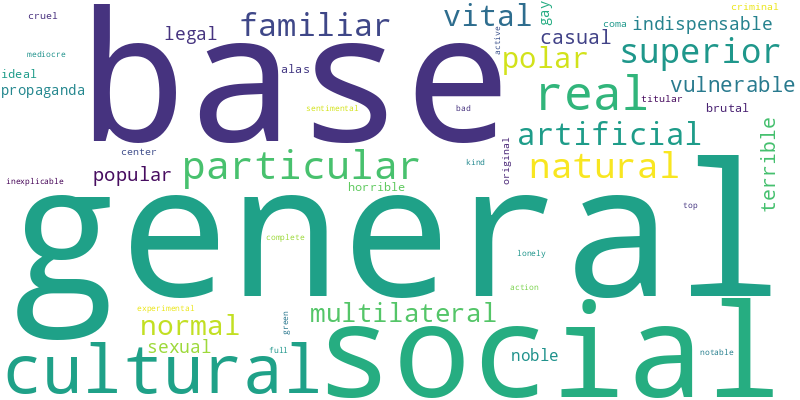 cruel
legal
familiar
vital
gay
coma
criminal
indispensable
mediocre
base
active
casual
superior
ideal
alas
polar
vulnerable
propaganda
sentimental
bad
real
titular
brutal
artificial
terrible
center
particular
kind
original
natural
inexplicable
popular
horrible
top
general
complete
lonely
action
experimental
normal
green
multilateral
social
sexual
full
noble
notable
cultural